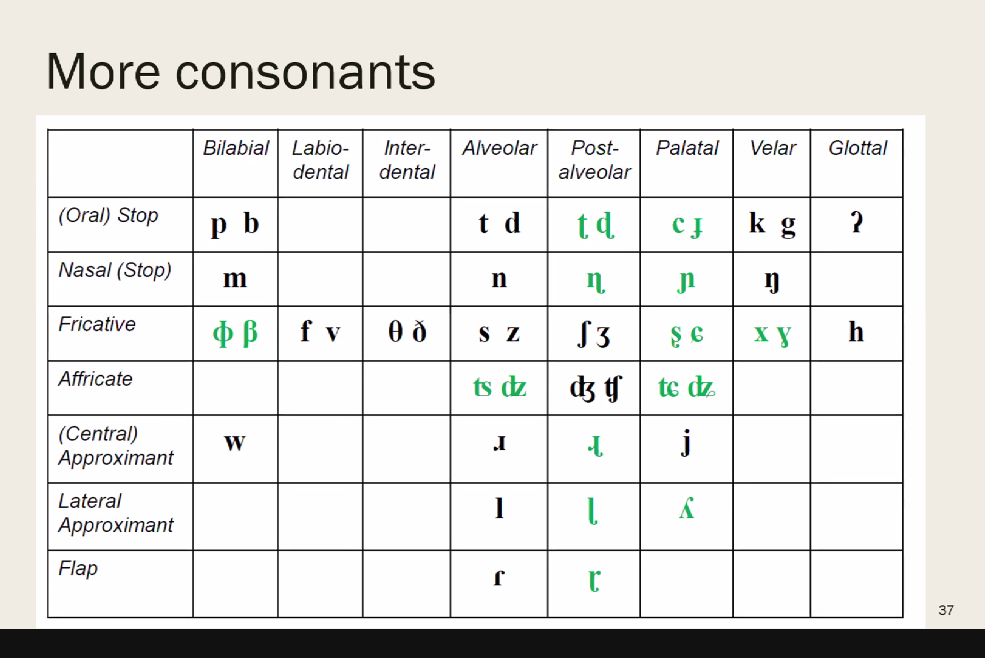 More consonants
Bilabial Labio-dental Inter-dental Alveolar Post-alveolar Palatal Velar Glottal
(Oral) Stop p b t d ʈ ɖ c ɟ k g ʔ
Nasal (Stop) m n ɳ ɲ ŋ
Fricative ɸ β f v θ ð s z ʃ ʒ ʂ ɕ x ɣ h
Affricate ʦ ʣ ʤ ʧ ʨ ʥ
(Central) Approximant w ɹ ɻ j
Lateral Approximant l ɭ ʎ
Flap ɾ ɽ
37